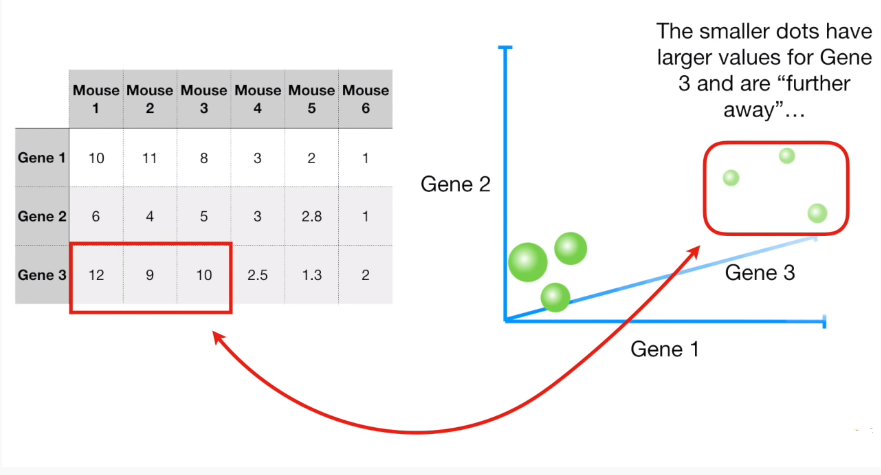 Mouse 1 Mouse 2 Mouse 3 Mouse 4 Mouse 5 Mouse 6
Gene 1 10 11 8 3 2 1
Gene 2 6 4 5 3 2.8 1
Gene 3 12 9 10 2.5 1.3 2
The smaller dots have
larger values for Gene
3 and are “further
away”…
Gene 2
Gene 3
Gene 1